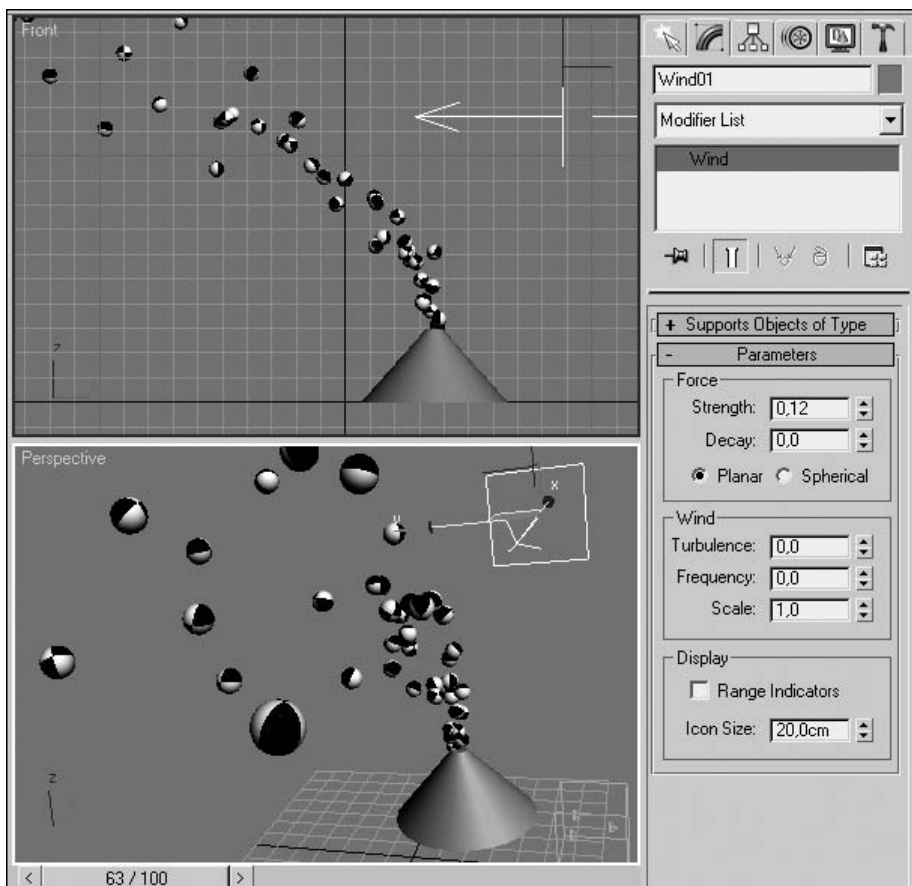 Front
z
Perspective
x
z
< 63 / 100 >
Wind01
Modifier List
Wind
+ Supports Objects of Type
- Parameters
Force
Strength: 0,12
Decay: 0,0
Planar Spherical
Wind
Turbulence: 0,0
Frequency: 0,0
Scale: 1,0
Display
Range Indicators
Icon Size: 20,0cm